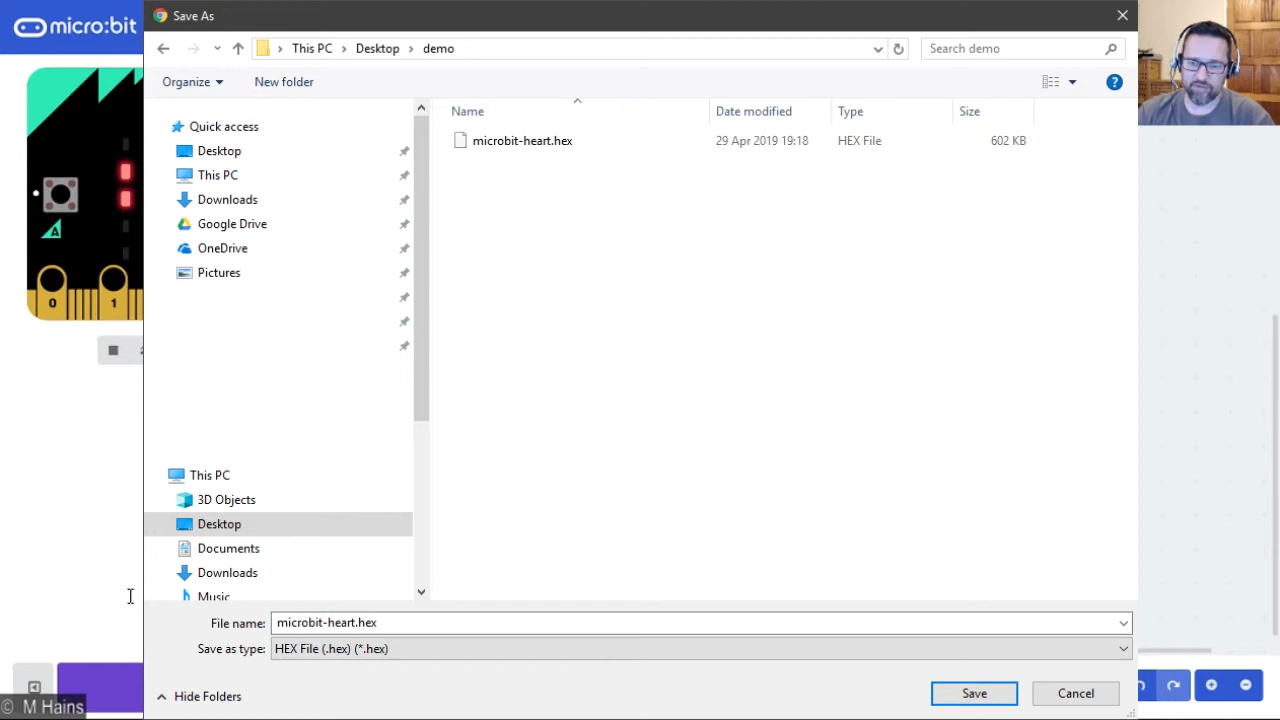 micro:bit
Save As
This PC > Desktop > demo
Search demo
Organize
New folder
?
Name
Date modified
Type
Size
microbit-heart.hex
29 Apr 2019 19:18
HEX File
602 KB
Quick access
Desktop
This PC
Downloads
Google Drive
OneDrive
Pictures
This PC
3D Objects
Desktop
Documents
Downloads
Music
A
0
1
File name:
microbit-heart.hex
Save as type:
HEX File (.hex) (*.hex)
Hide Folders
Save
Cancel
© M Hains